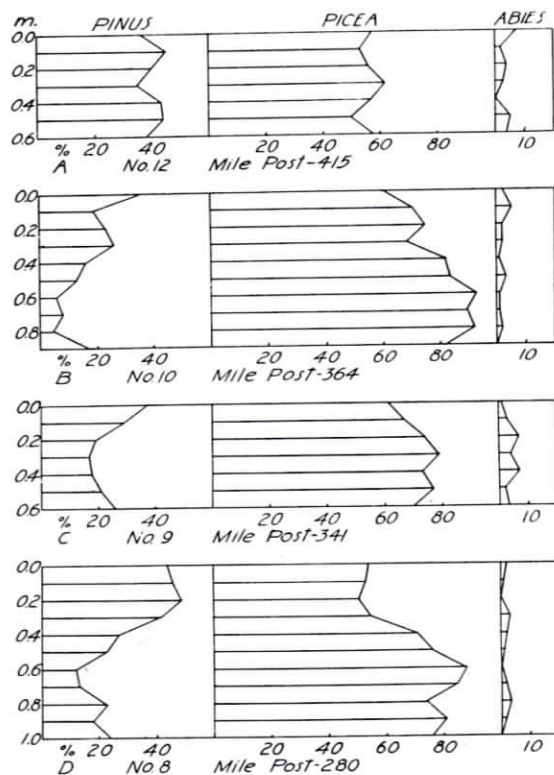 m. PINUS PICEA ABIES
0.0
0.2
0.4
0.6
% 20 40 20 40 60 80 10
A No.12 Mile Post-415
0.0
0.2
0.4
0.6
0.8
% 20 40 20 40 60 80 10
B No.10 Mile Post-364
0.0
0.2
0.4
0.6
% 20 40 20 40 60 80 10
C No.9 Mile Post-341
0.0
0.2
0.4
0.6
0.8
1.0
% 20 40 20 40 60 80 10
D No.8 Mile Post-280